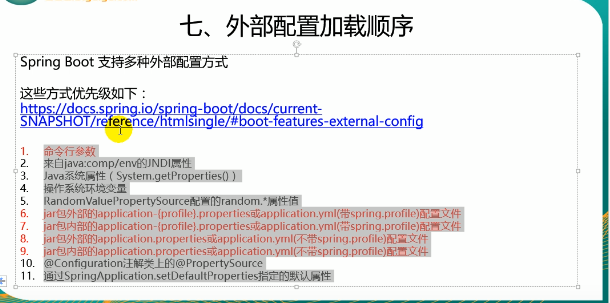 七、外部配置加载顺序
Spring Boot 支持多种外部配置方式
这些方式优先级如下：
https://docs.spring.io/spring-boot/docs/current-
SNAPSHOT/reference/htmlsingle/#boot-features-external-config
1. 命令行参数
2. 来自java:comp/env的JNDI属性
3. Java系统属性（System.getProperties()）
4. 操作系统环境变量
5. RandomValuePropertySource配置的random.*属性值
6. jar包外部的application-{profile}.properties或application.yml(带spring.profile)配置文件
7. jar包内部的application-{profile}.properties或application.yml(带spring.profile)配置文件
8. jar包外部的application.properties或application.yml(不带spring.profile)配置文件
9. jar包内部的application.properties或application.yml(不带spring.profile)配置文件
10. @Configuration注解类上的@PropertySource
11. 通过SpringApplication.setDefaultProperties指定的默认属性